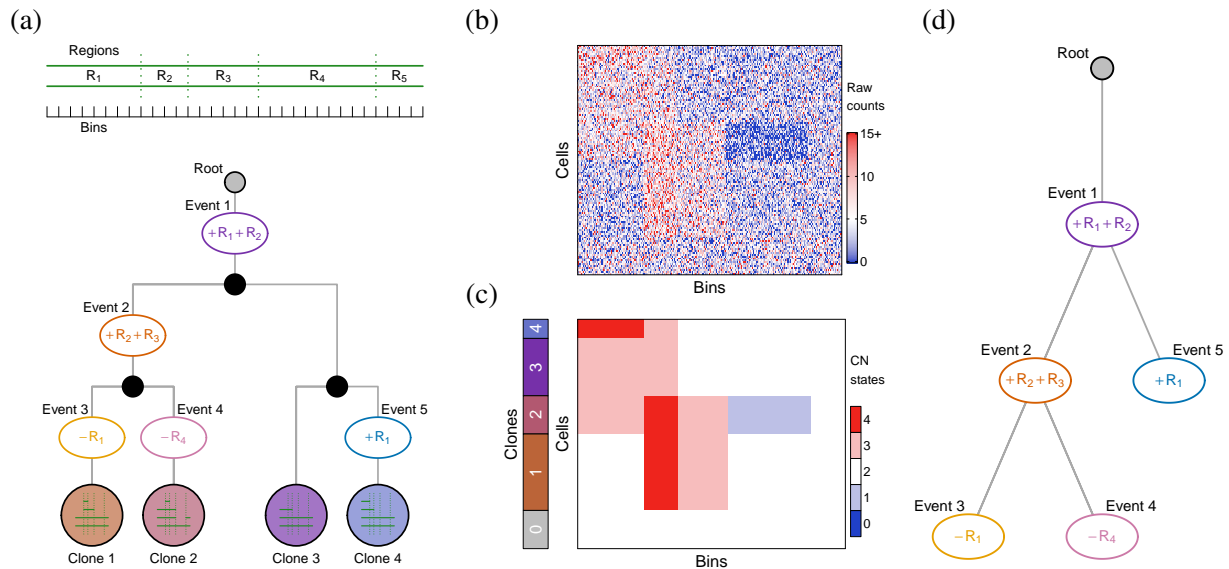 (a)
Regions
R1 R2 R3 R4 R5
Bins
Root
Event 1
+R1+R2
Event 2
+R2+R3
Event 3
Event 4
Event 5
−R1
−R4
+R1
Clone 1
Clone 2
Clone 3
Clone 4
(b)
Cells
Bins
Raw
counts
15+
10
5
0
(c)
Clones
4
3
2
1
0
Cells
Bins
CN
states
4
3
2
1
0
(d)
Root
Event 1
+R1+R2
Event 2
Event 5
+R2+R3
+R1
Event 3
Event 4
−R1
−R4